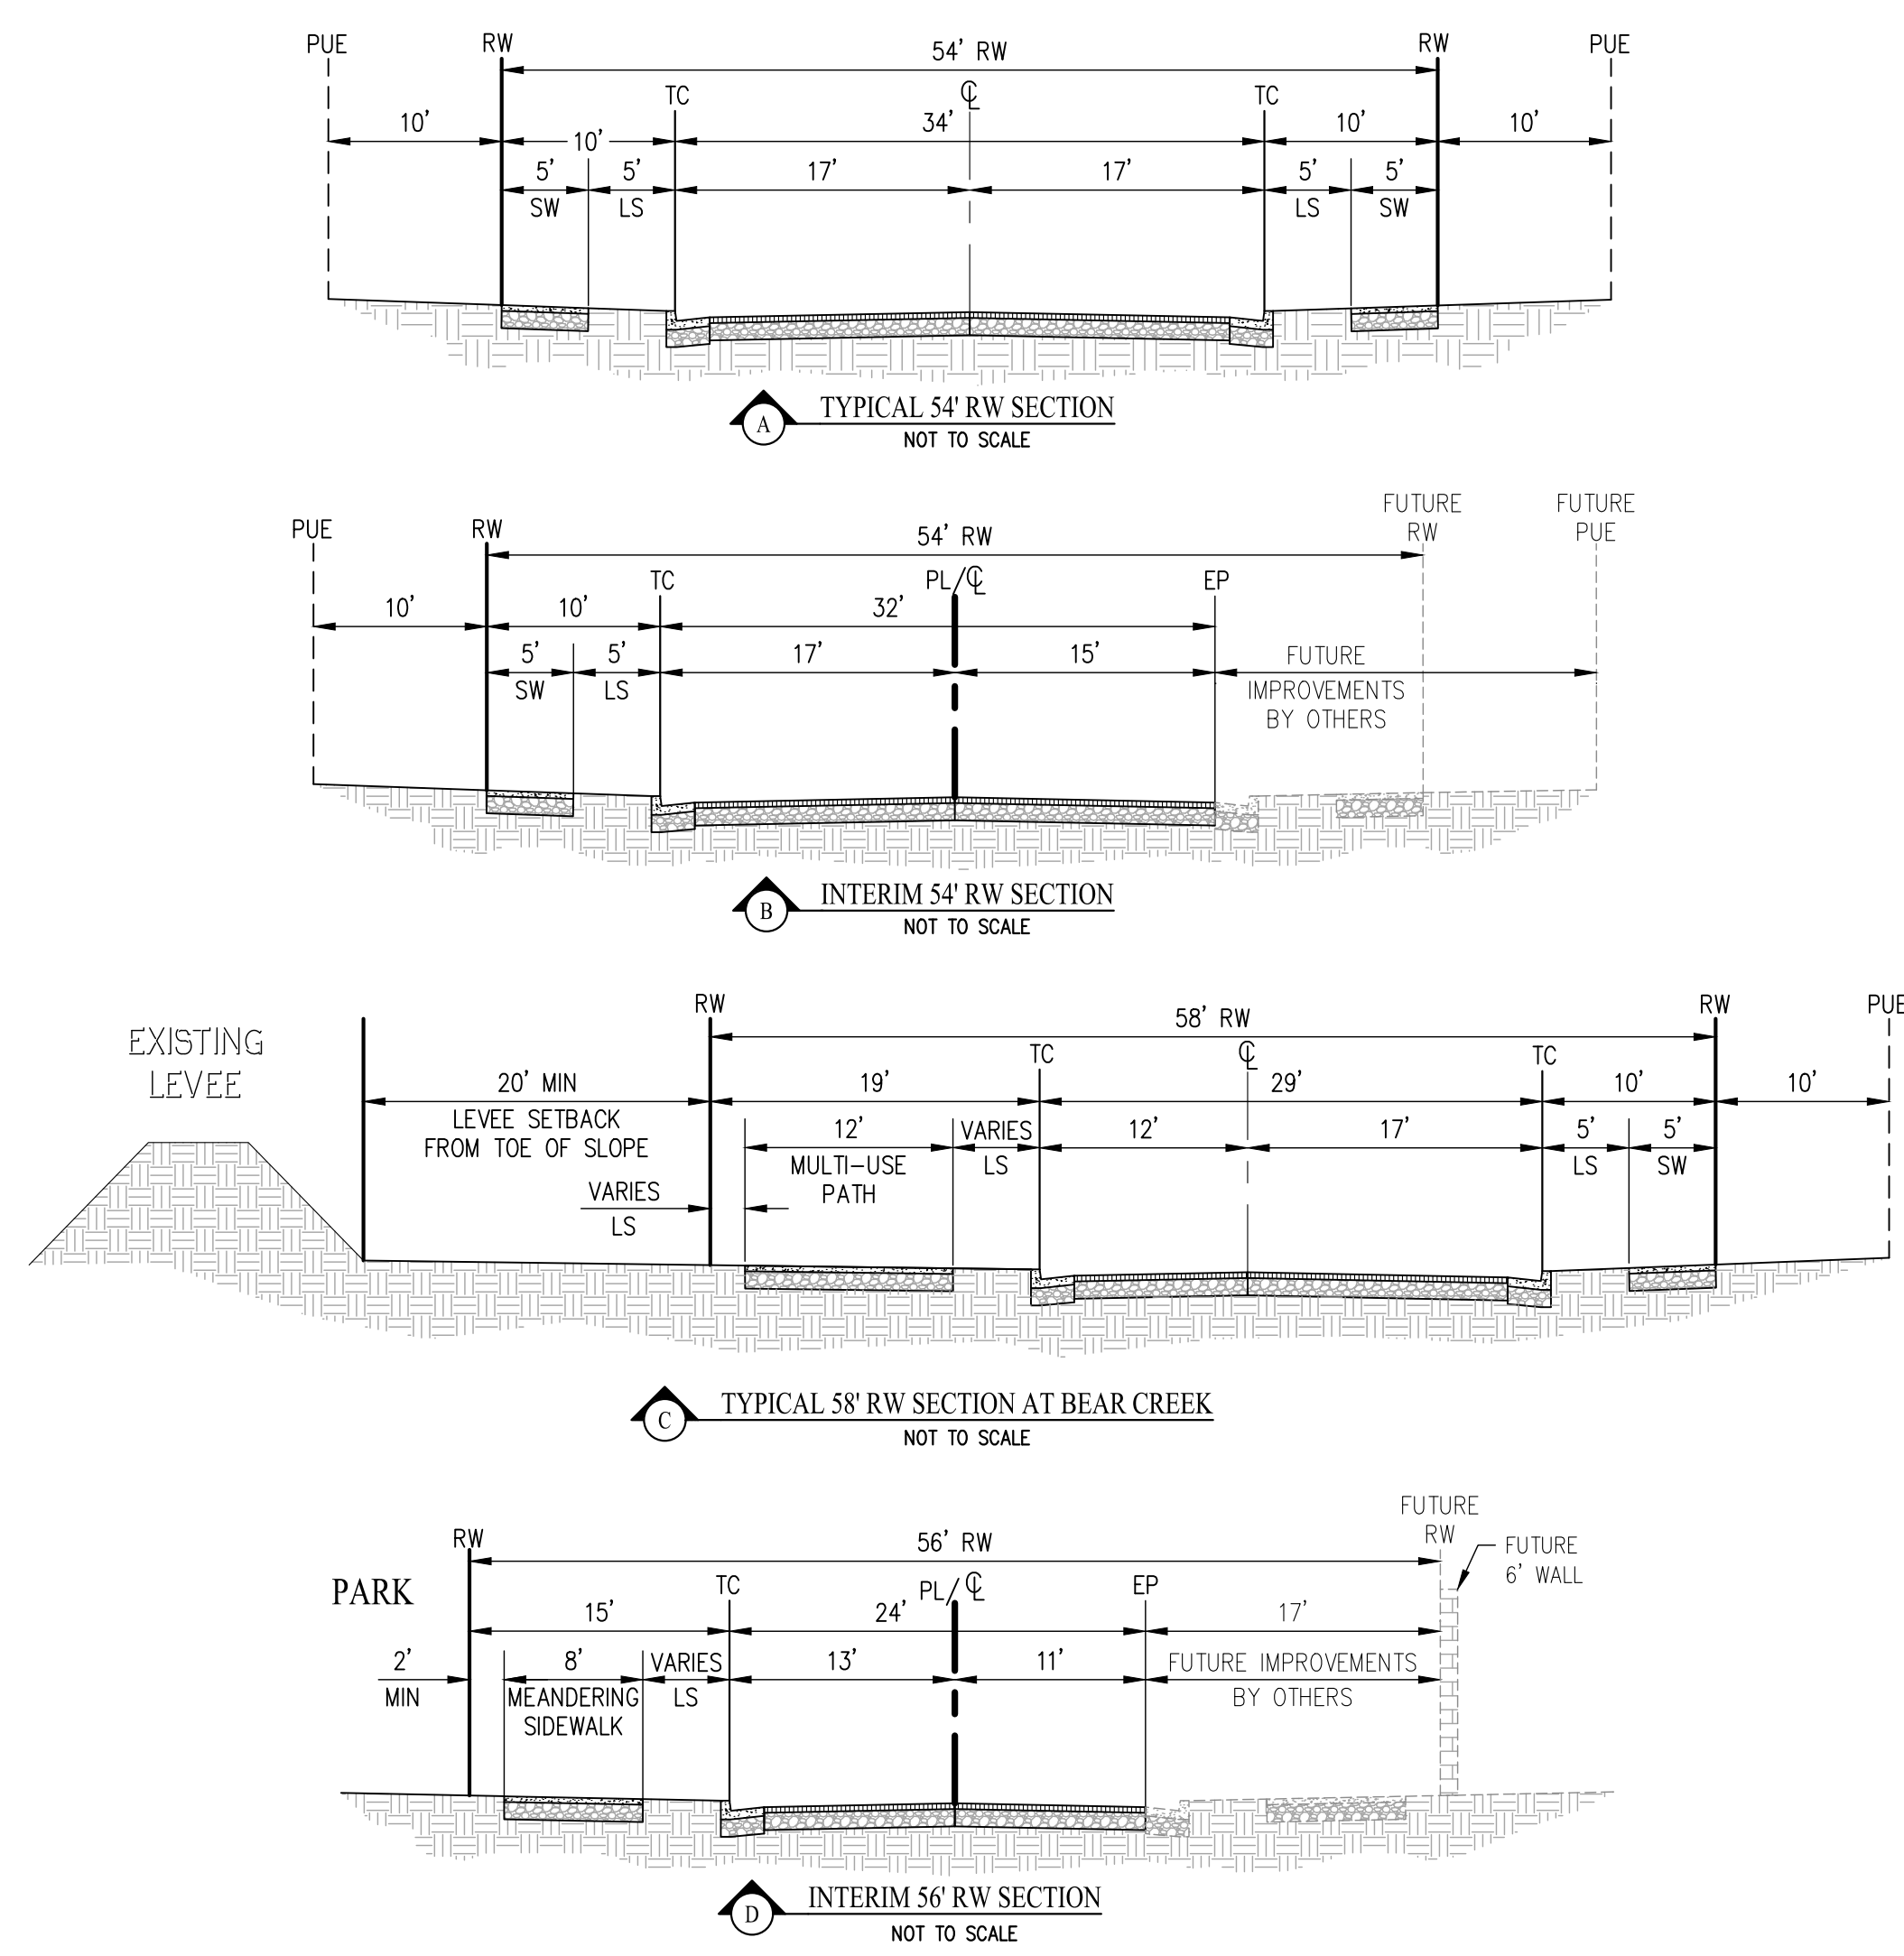 PUE RW 54' RW RW PUE
TC ℄ TC
10' 10' 34' 10' 10'
5' 5' 17' 17' 5' 5'
SW LS LS SW
A TYPICAL 54' RW SECTION
NOT TO SCALE
FUTURE RW FUTURE PUE
PUE RW 54' RW
TC PL/℄ EP
10' 10' 32'
5' 5' 17' 15' FUTURE
SW LS IMPROVEMENTS
BY OTHERS
B INTERIM 54' RW SECTION
NOT TO SCALE
RW 58' RW RW PUE
EXISTING
LEVEE
TC ℄ TC
20' MIN 19' 29' 10' 10'
LEVEE SETBACK
FROM TOE OF SLOPE
12' VARIES 12' 17' 5' 5'
MULTI-USE LS LS SW
PATH
VARIES
LS
C TYPICAL 58' RW SECTION AT BEAR CREEK
NOT TO SCALE
FUTURE
RW 56' RW RW
FUTURE
6' WALL
PARK TC PL/℄ EP
15' 24' 17'
2' 8' VARIES 13' 11' FUTURE IMPROVEMENTS
MIN MEANDERING LS BY OTHERS
SIDEWALK
D INTERIM 56' RW SECTION
NOT TO SCALE